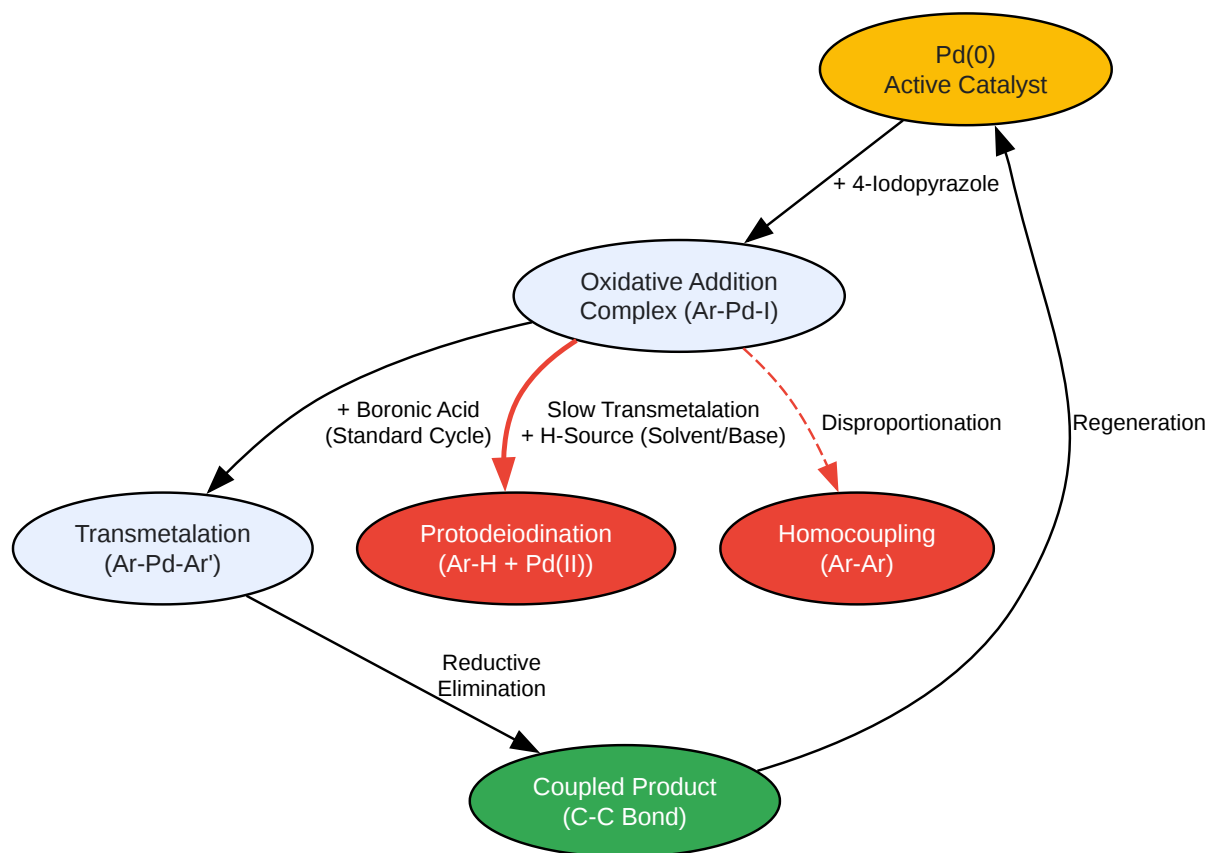 Pd(0)
Active Catalyst
+ 4-Iodopyrazole
Oxidative Addition
Complex (Ar-Pd-I)
+ Boronic Acid
(Standard Cycle)
Slow Transmetalation
+ H-Source (Solvent/Base)
Disproportionation
Regeneration
Transmetalation
(Ar-Pd-Ar')
Protodeiodination
(Ar-H + Pd(II))
Homocoupling
(Ar-Ar)
Reductive
Elimination
Coupled Product
(C-C Bond)